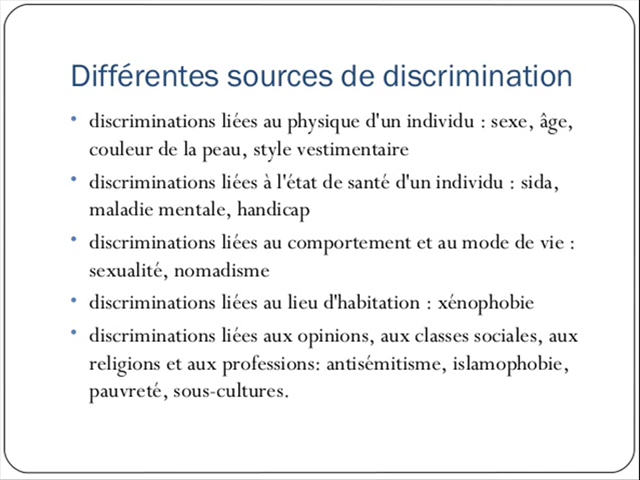 Différentes sources de discrimination
• discriminations liées au physique d'un individu : sexe, âge,
couleur de la peau, style vestimentaire
• discriminations liées à l'état de santé d'un individu : sida,
maladie mentale, handicap
• discriminations liées au comportement et au mode de vie :
sexualité, nomadisme
• discriminations liées au lieu d'habitation : xénophobie
• discriminations liées aux opinions, aux classes sociales, aux
religions et aux professions: antisémitisme, islamophobie,
pauvreté, sous-cultures.